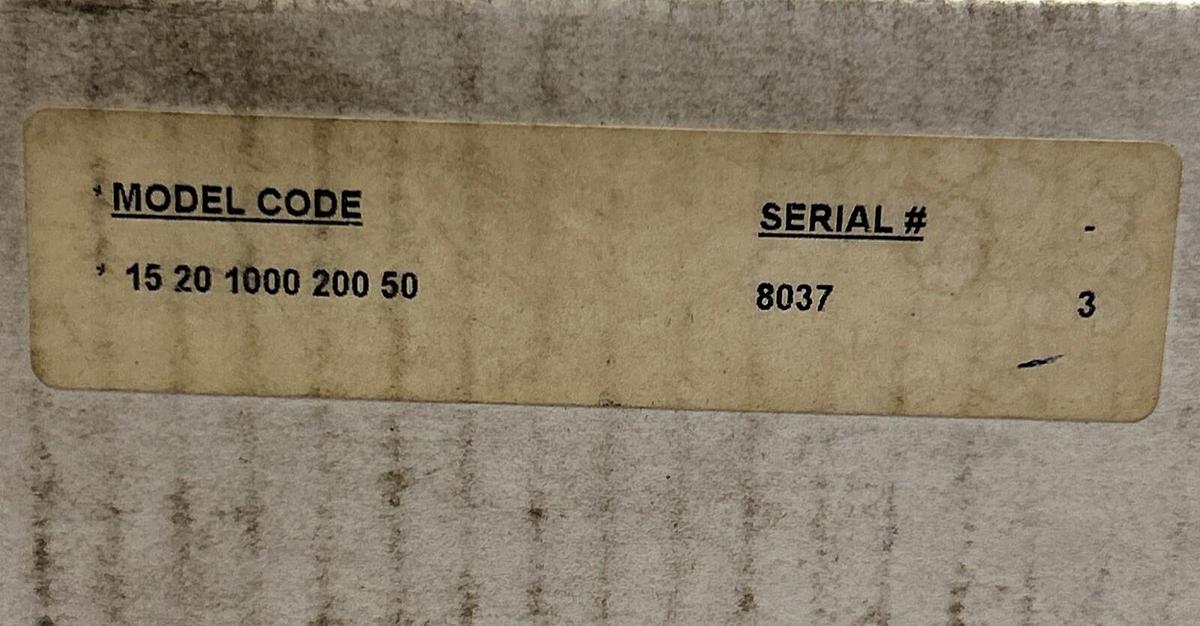 ' MODEL CODE SERIAL # -
' 15 20 1000 200 50 8037 3